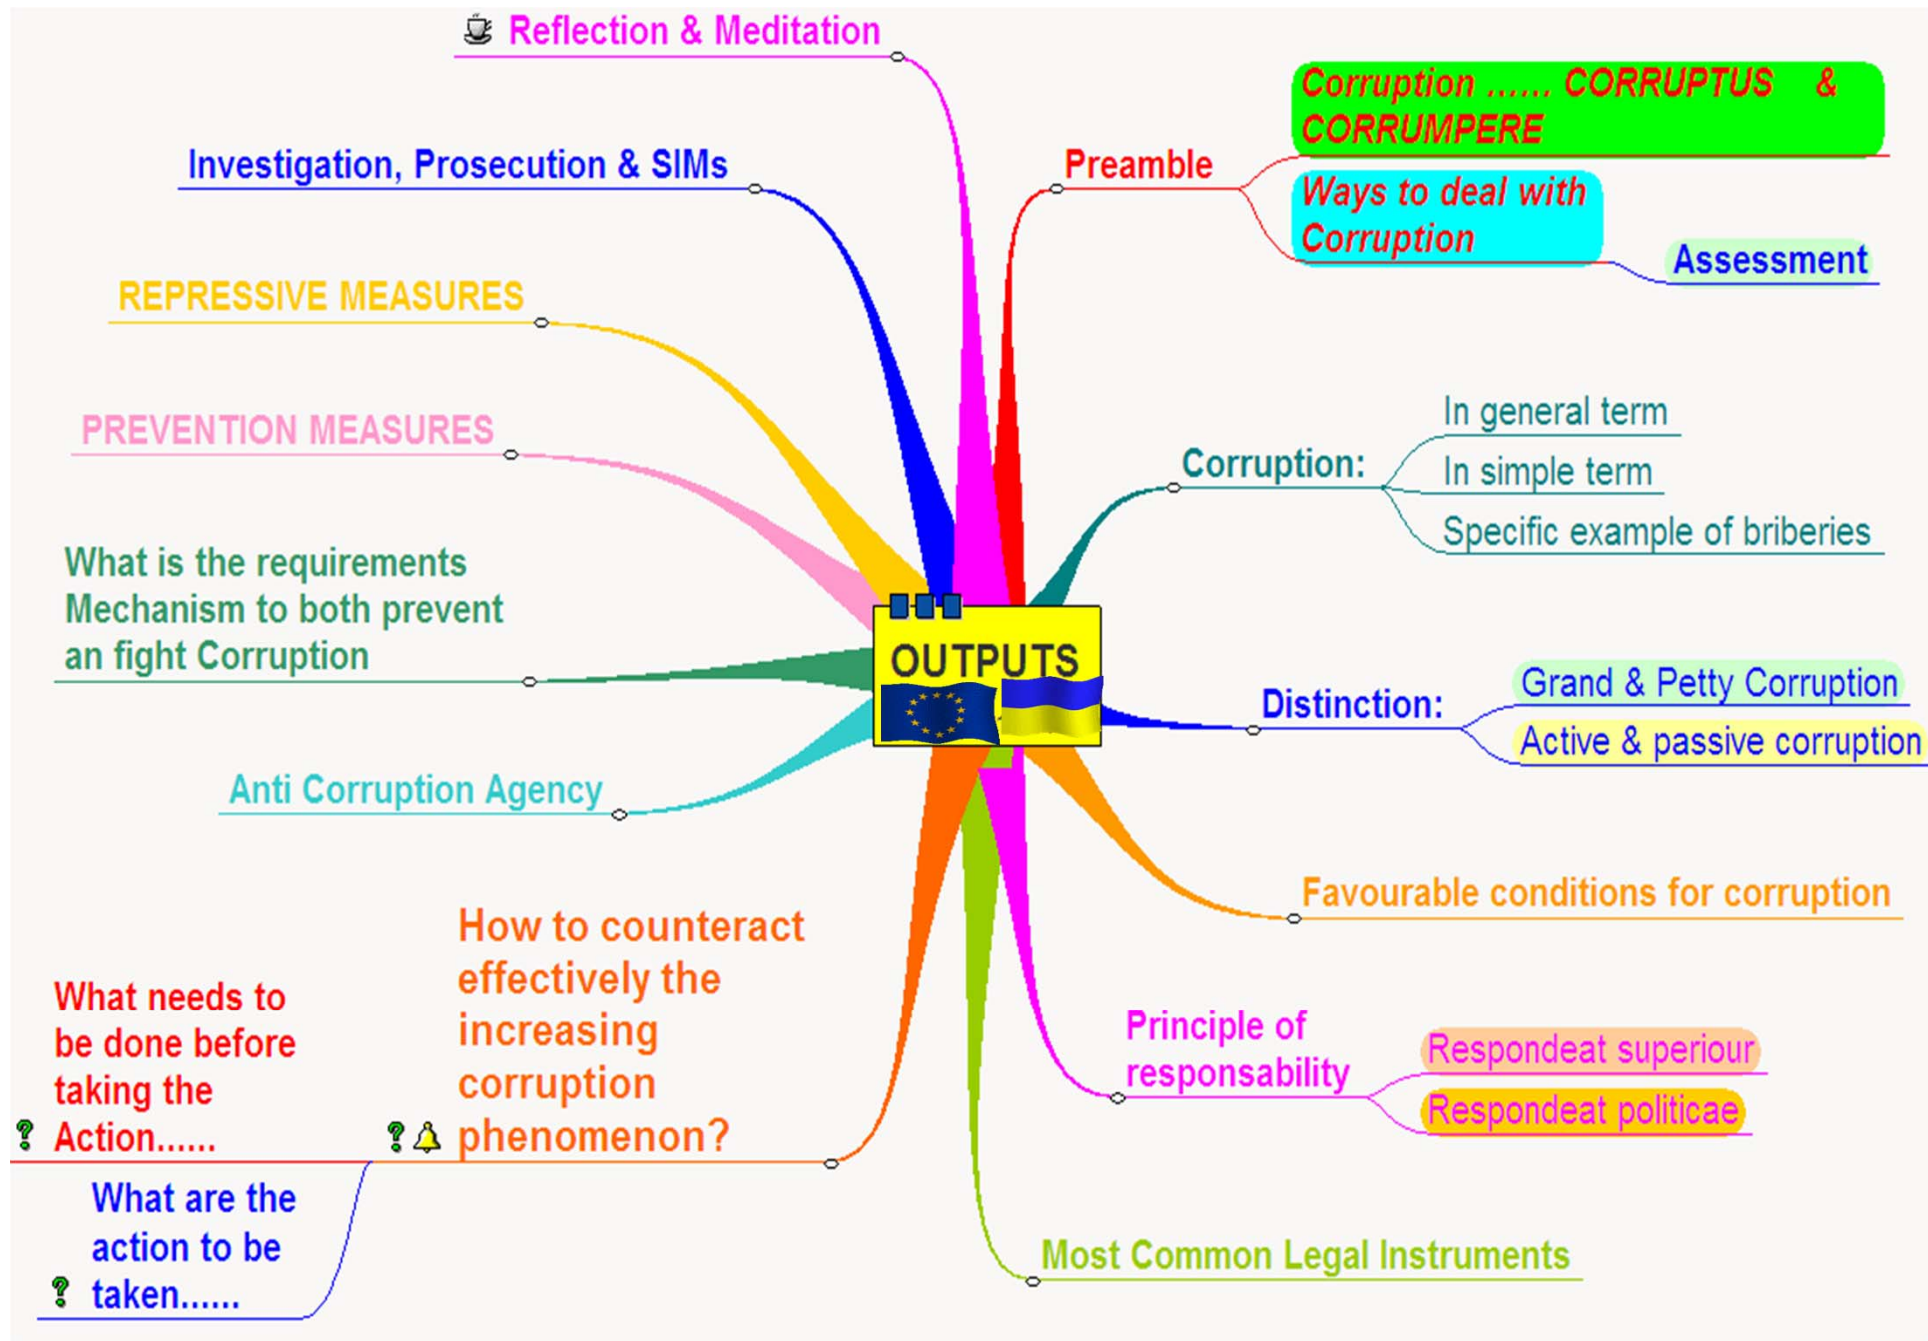 Reflection & Meditation
Investigation, Prosecution & SIMs
REPRESSIVE MEASURES
PREVENTION MEASURES
What is the requirements
Mechanism to both prevent
an fight Corruption
Anti Corruption Agency
How to counteract
effectively the
increasing
corruption
phenomenon?
What needs to
be done before
taking the
Action......
What are the
action to be
taken......
OUTPUTS
Preamble
Corruption ...... CORRUPTUS &
CORRUMPERE
Ways to deal with
Corruption
Assessment
Corruption:
In general term
In simple term
Specific example of briberies
Distinction:
Grand & Petty Corruption
Active & passive corruption
Favourable conditions for corruption
Principle of
responsability
Respondeat superiour
Respondeat politicae
Most Common Legal Instruments